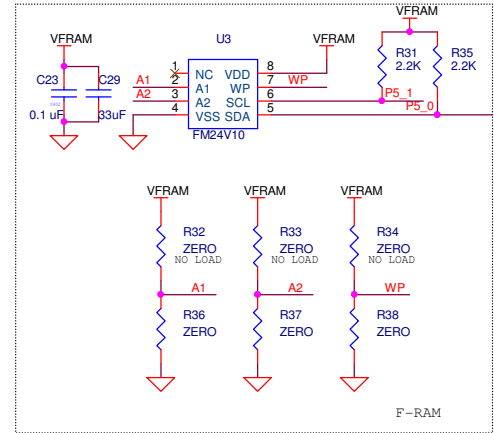 VFRAM
C23
C29
0.1 uF
33uF
U3
VFRAM
A1
A2
1
2
3
4
NC VDD
A1 WP
A2 SCL
VSS SDA
8
7
6
5
WP
FM24V10
VFRAM
R31
2.2K
R35
2.2K
P5_1
P5_0
VFRAM
VFRAM
VFRAM
R32
ZERO
NO LOAD
R33
ZERO
NO LOAD
R34
ZERO
NO LOAD
A1
A2
WP
R36
ZERO
R37
ZERO
R38
ZERO
F-RAM